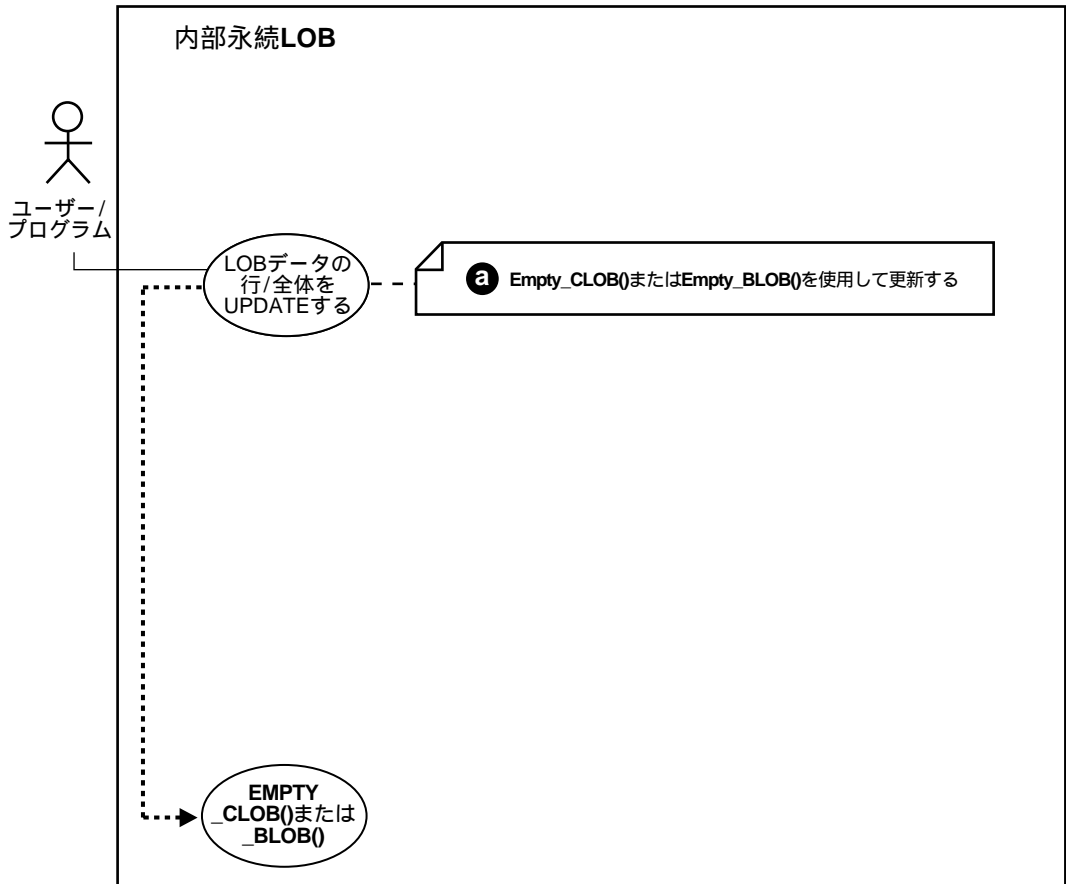 内部永続LOB
ユーザー/
プログラム
LOBデータの
行/全体を
UPDATEする
a Empty_CLOB()またはEmpty_BLOB()を使用して更新する
EMPTY
_CLOB()または
_BLOB()